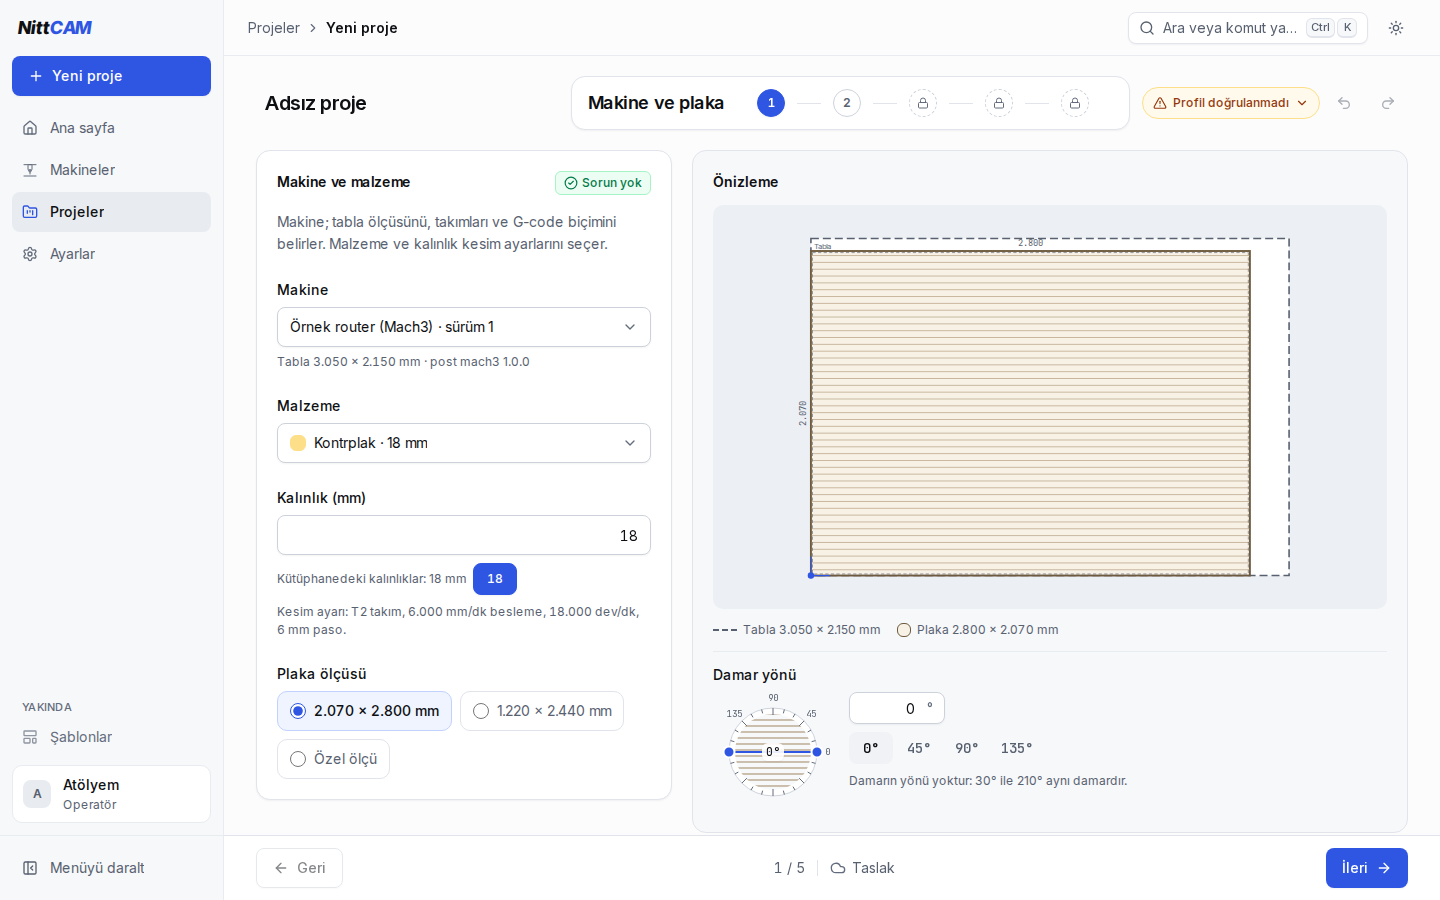 NittCAM
Yeni proje
Ana sayfa
Makineler
Projeler
Ayarlar
YAKINDA
Şablonlar
A
Atölyem
Operatör
Menüyü daralt
Projeler
Yeni proje
Ara veya komut ya... Ctrl K
Adsız proje
Makine ve plaka
1
2
Profil doğrulanmadı
Makine ve malzeme
Sorun yok
Makine; tabla ölçüsünü, takımları ve G-code biçimini
belirler. Malzeme ve kalınlık kesim ayarlarını seçer.
Makine
Örnek router (Mach3) · sürüm 1
Tabla 3.050 × 2.150 mm · post mach3 1.0.0
Malzeme
Kontrplak · 18 mm
Kalınlık (mm)
18
Kütüphanedeki kalınlıklar: 18 mm
18
Kesim ayarı: T2 takım, 6.000 mm/dk besleme, 18.000 dev/dk,
6 mm paso.
Plaka ölçüsü
2.070 × 2.800 mm
1.220 × 2.440 mm
Özel ölçü
Önizleme
2.800
Tabla
2.070
Tabla 3.050 × 2.150 mm
Plaka 2.800 × 2.070 mm
Damar yönü
90
135
45
0°
0
0 °
0° 45° 90° 135°
Damarın yönü yoktur: 30° ile 210° aynı damardır.
Geri
1 / 5
Taslak
İleri